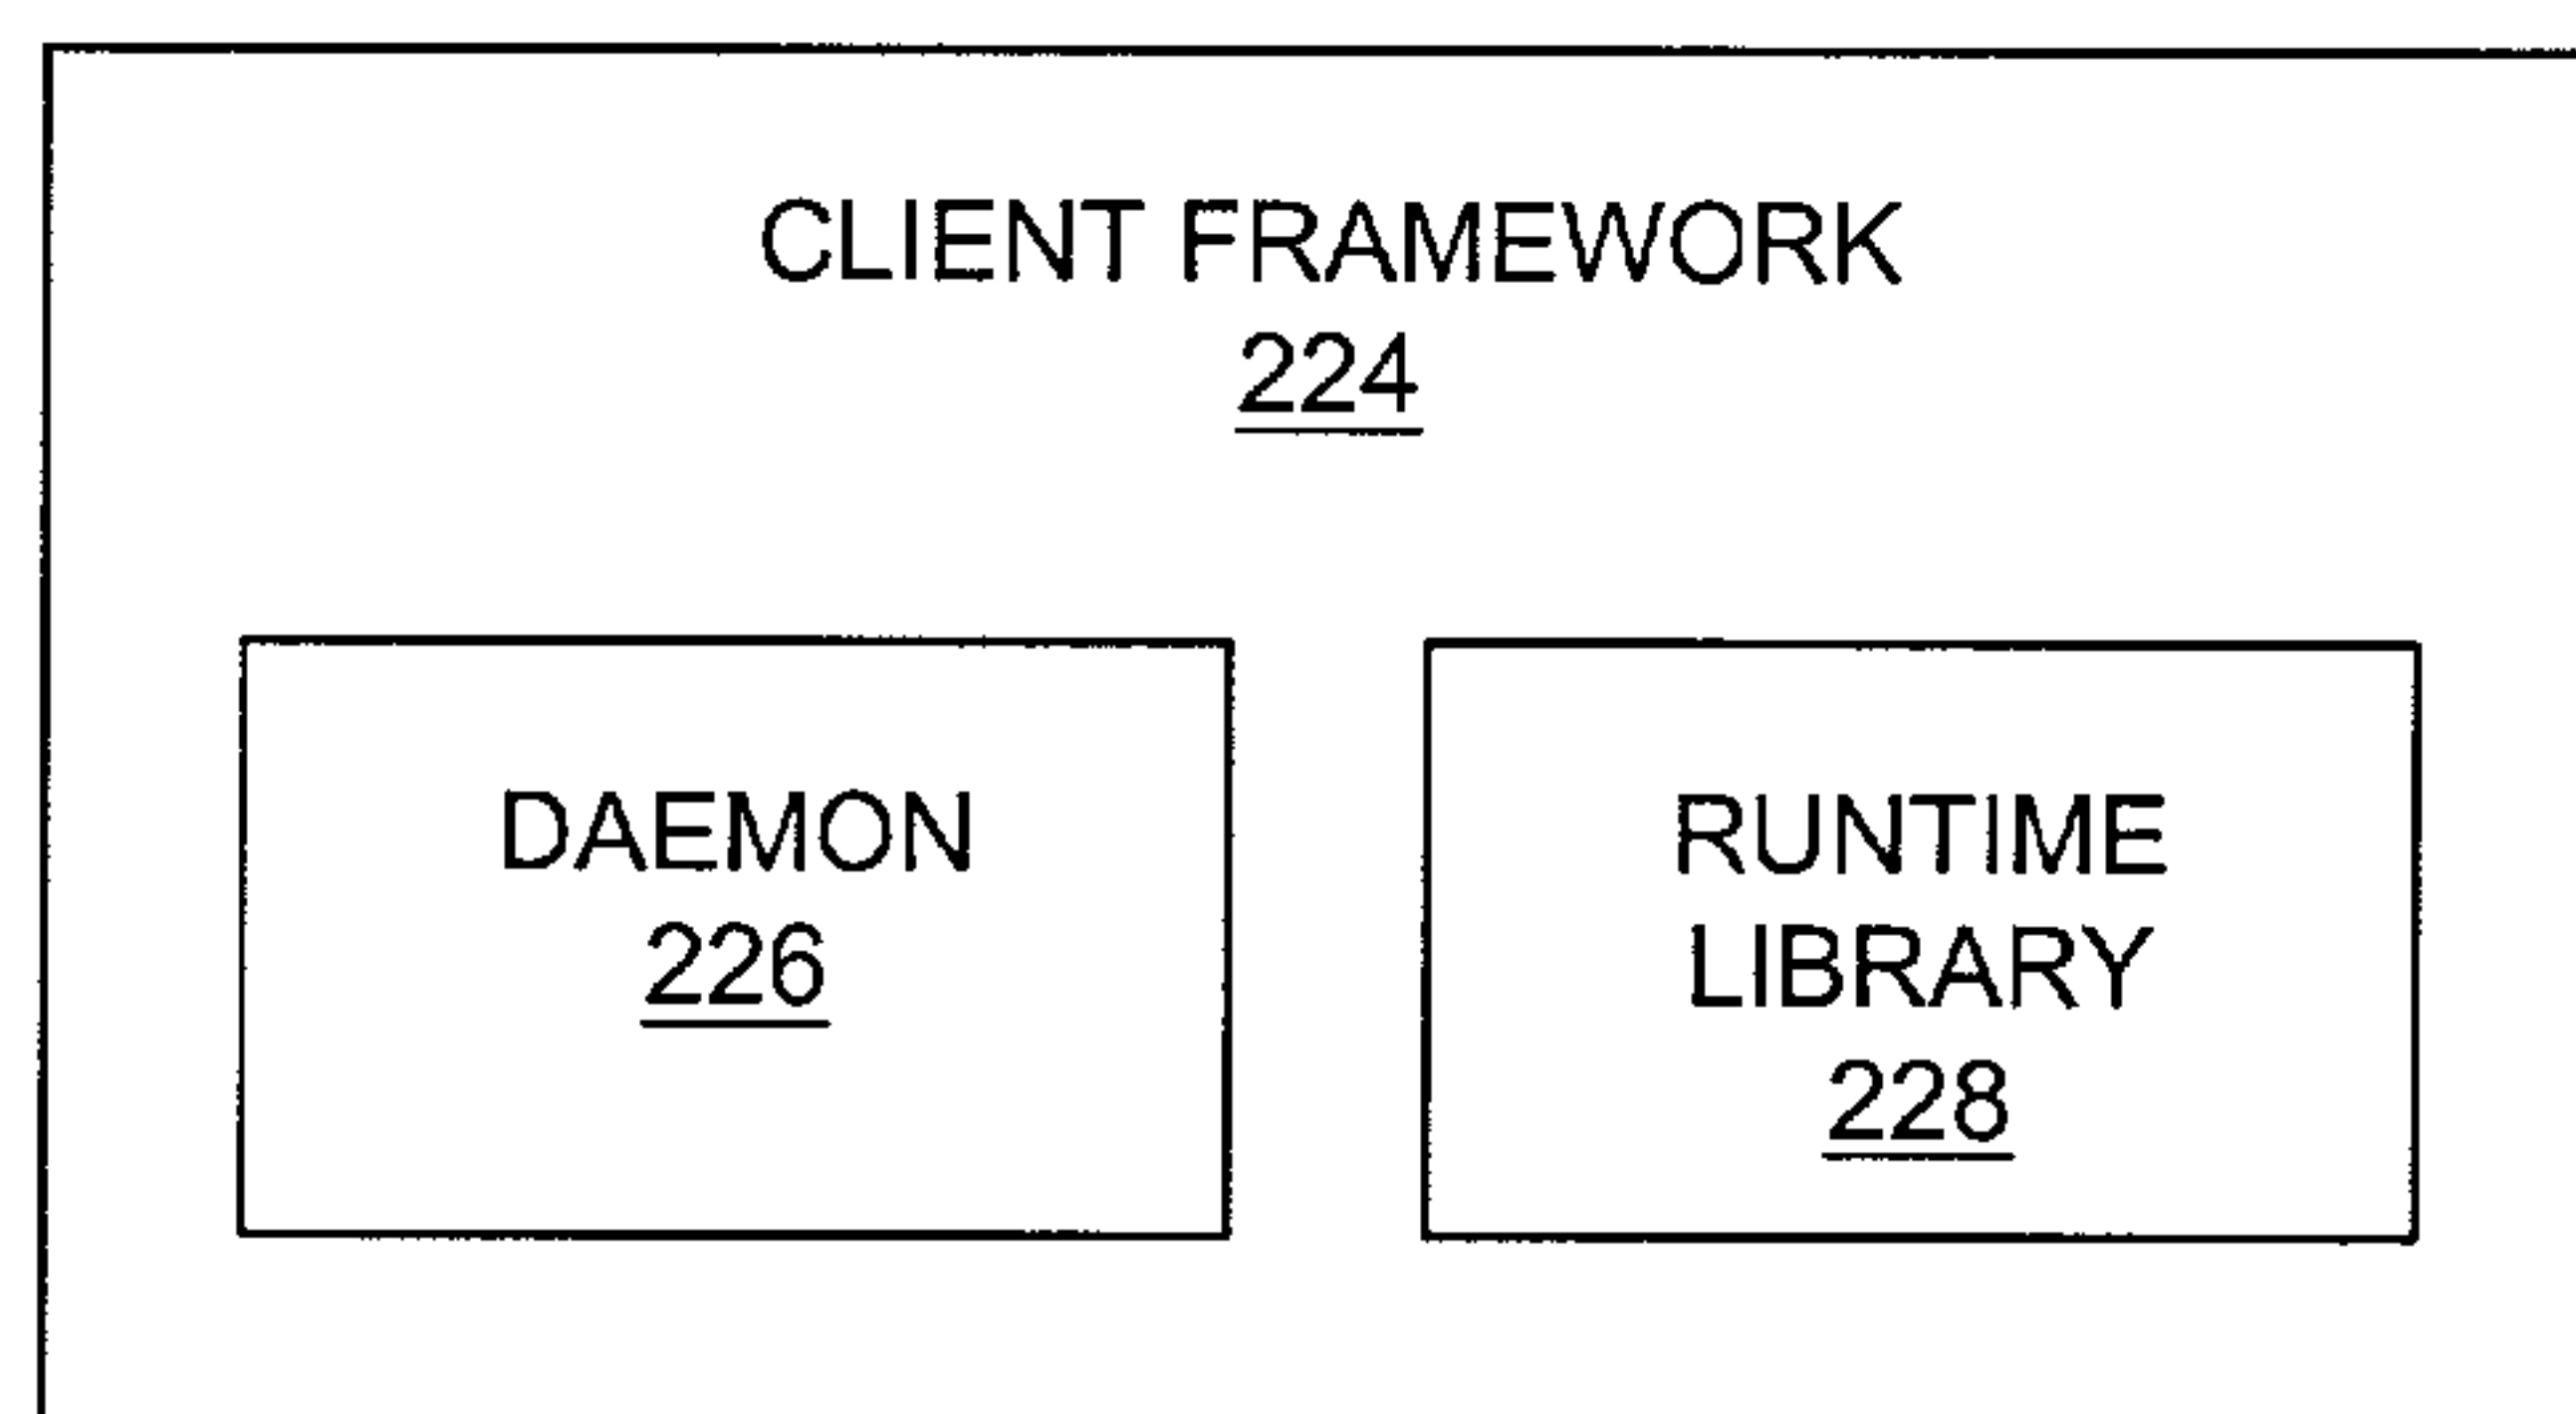 CLIENT FRAMEWORK
224
DAEMON
226
RUNTIME
LIBRARY
228